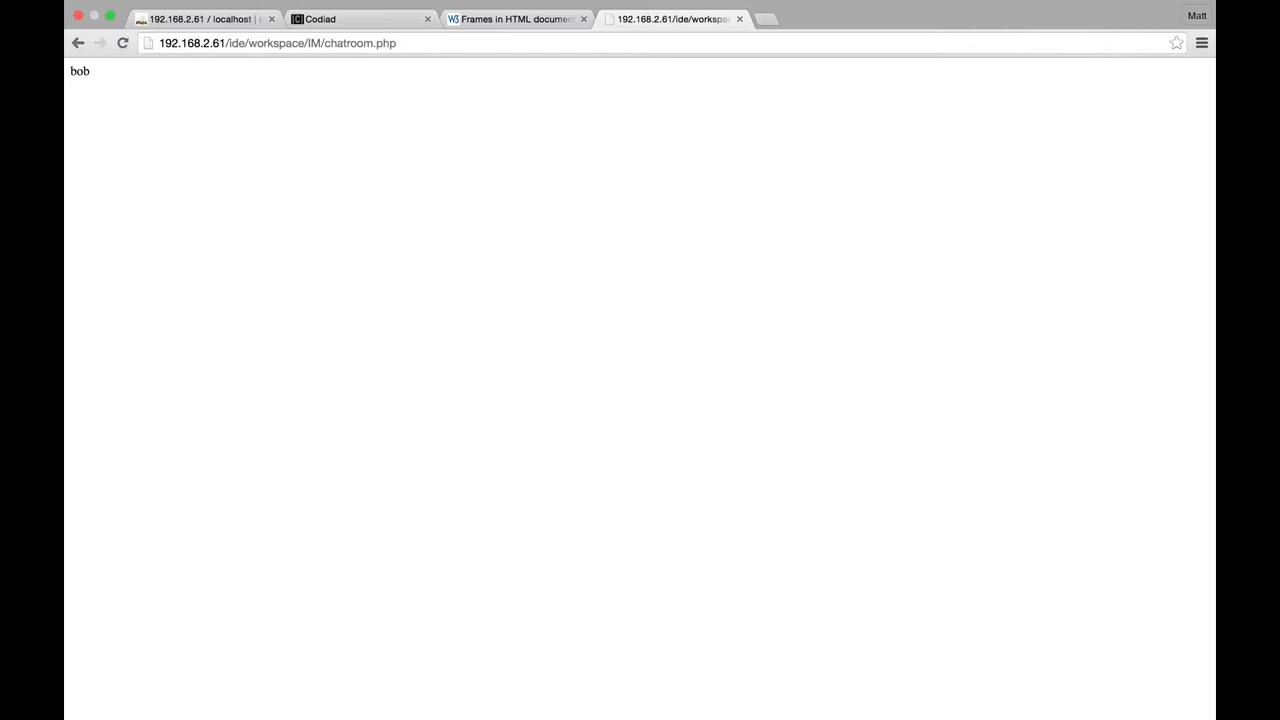 192.168.2.61 / localhost |
Codiad
Frames in HTML document
192.168.2.61/ide/workspa
Matt
192.168.2.61/ide/workspace/IM/chatroom.php
bob